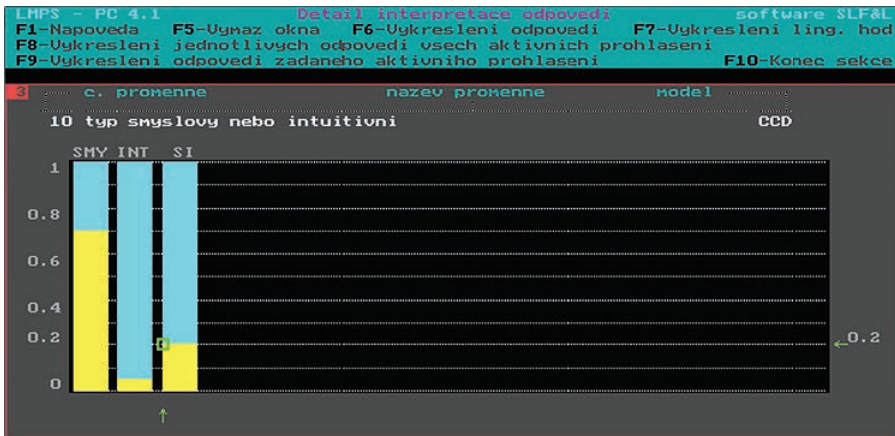 LMPS - PC 4.1 Detail interpretace odpovedi software SLF&L
F1-Napoveda F5-Vymaz okna F6-Vykresleni odpovedi F7-Vykresleni ling. hod
F8-Vykresleni jednotlivych odpovedi vsech aktivnich prohlaseni
F9-Vykresleni odpovedi zadaneho aktivniho prohlaseni F10-Konec sekce
3 c. promenne nazev promenne model
10 typ smyslovy nebo intuitivni CCD
SMY INT SI
1
0.8
0.6
0.4
0.2 ←0.2
0
↑